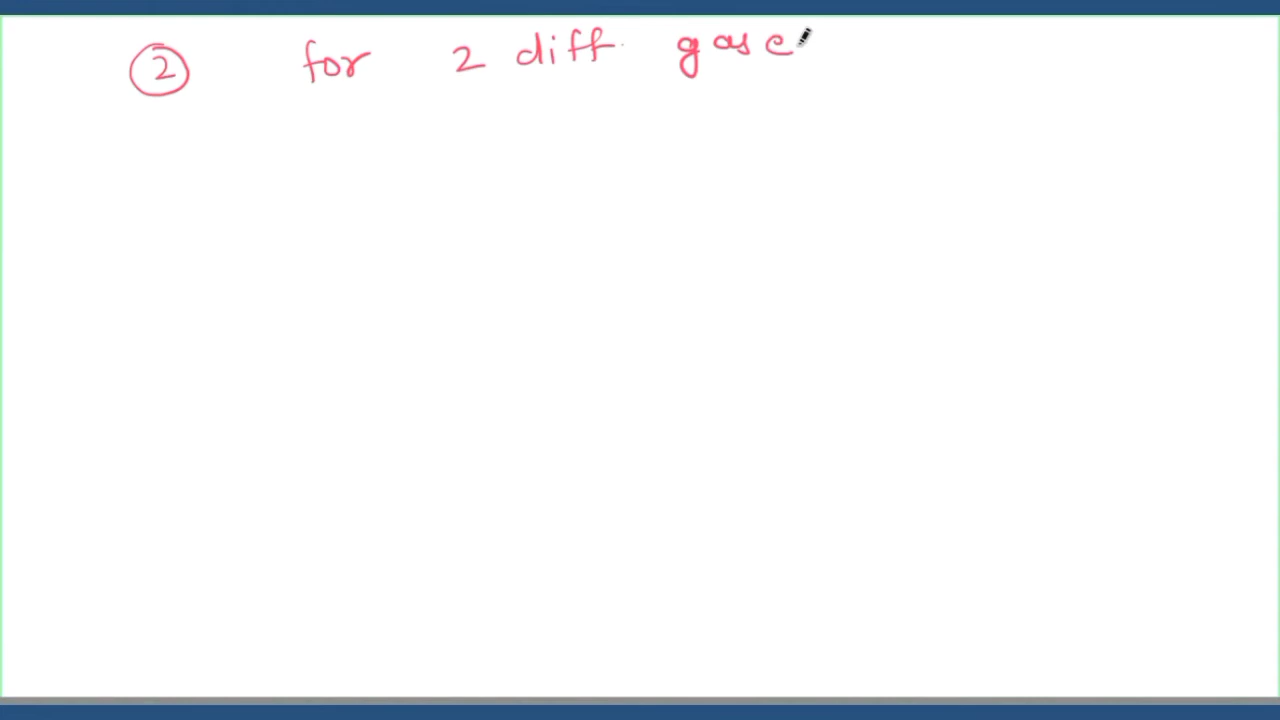 ② for 2 diff. gase